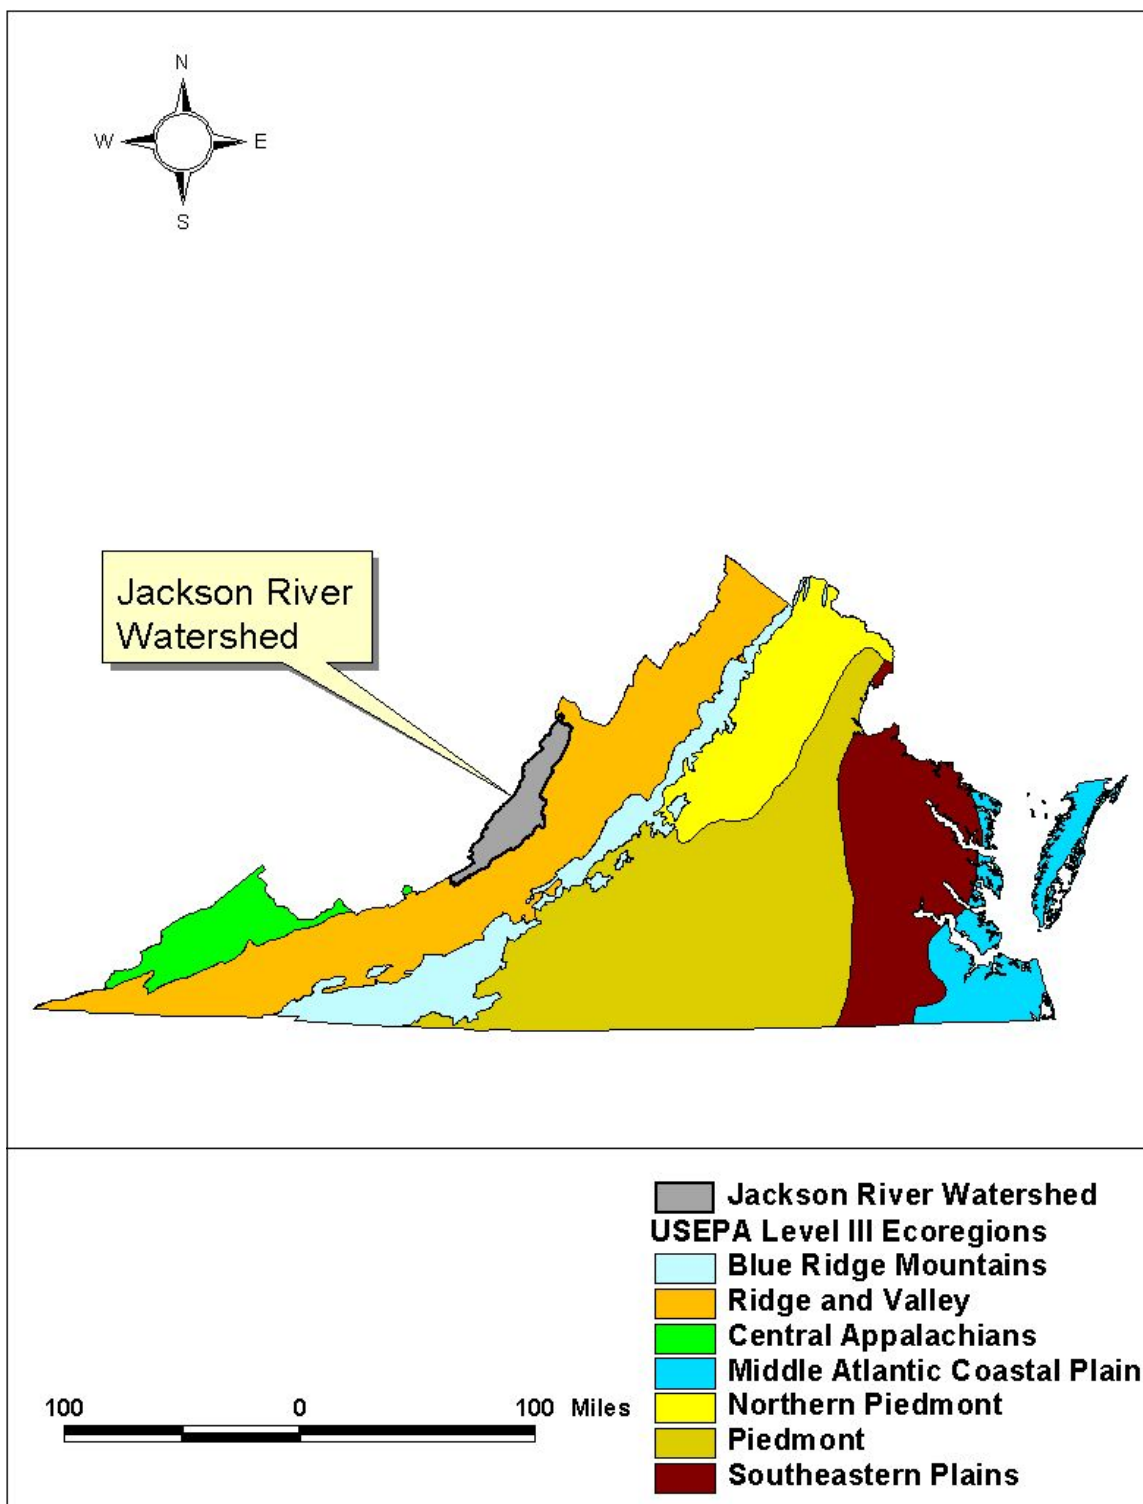 N
W E
S
Jackson River
Watershed
Jackson River Watershed
USEPA Level III Ecoregions
Blue Ridge Mountains
Ridge and Valley
Central Appalachians
Middle Atlantic Coastal Plain
Northern Piedmont
Piedmont
Southeastern Plains
100 0 100 Miles